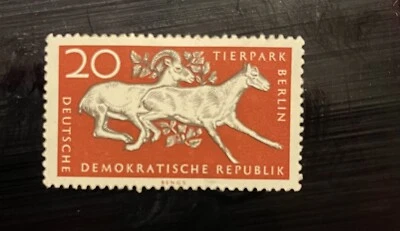 20
TIERPARK
BERLIN
DEUTSCHE
DEMOKRATISCHE REPUBLIK